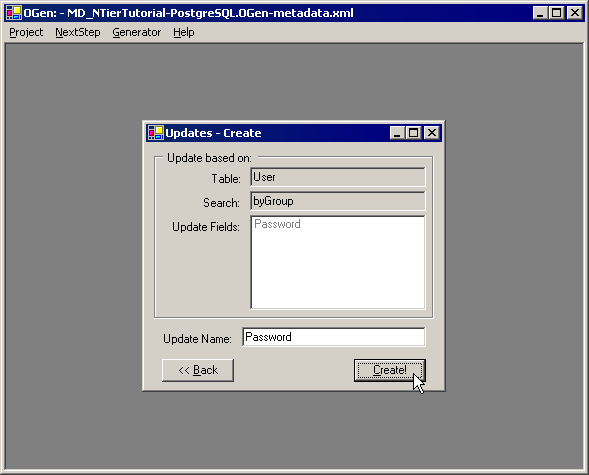 OGen: - MD_NTierTutorial-PostgreSQL.OGen-metadata.xml
Project NextStep Generator Help
Updates - Create
Update based on:
Table: User
Search: byGroup
Update Fields: Password
Update Name: Password
<< Back Create!